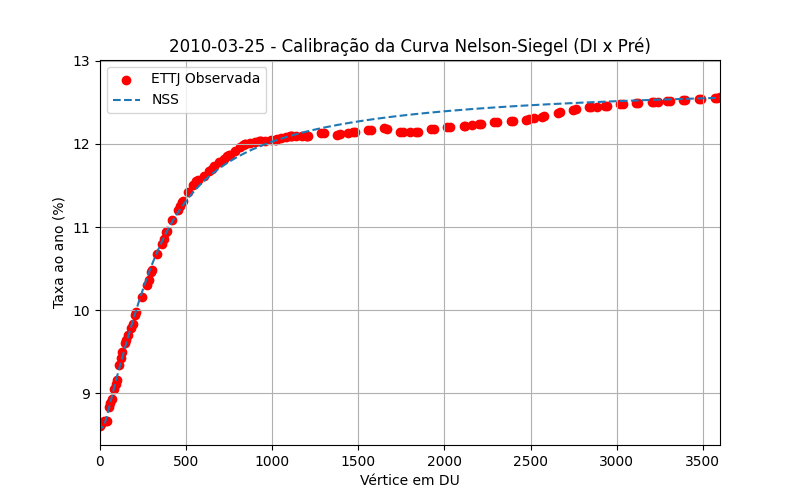 2010-03-25 - Calibração da Curva Nelson-Siegel (DI x Pré)
ETTJ Observada
NSS
Taxa ao ano (%)
13
12
11
10
9
0 500 1000 1500 2000 2500 3000 3500
Vértice em DU